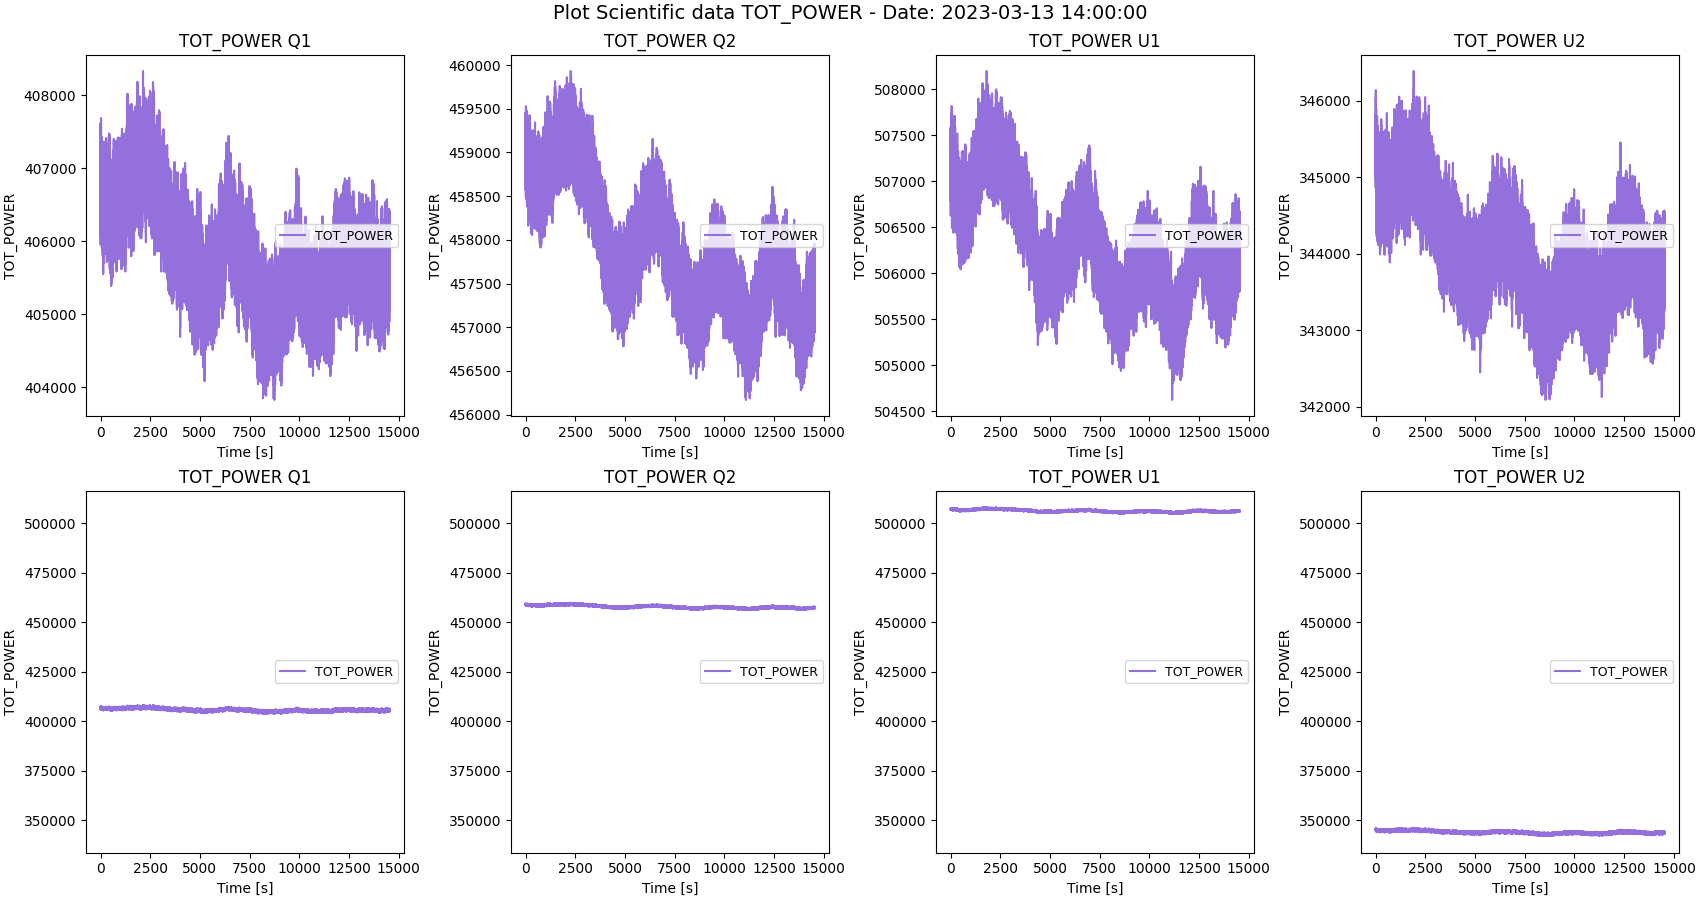 Plot Scientific data TOT_POWER - Date: 2023-03-13 14:00:00
TOT_POWER Q1
TOT_POWER
408000
407000
406000
405000
404000
TOT_POWER
0 2500 5000 7500 10000 12500 15000
Time [s]
TOT_POWER Q2
TOT_POWER
460000
459500
459000
458500
458000
457500
457000
456500
456000
TOT_POWER
0 2500 5000 7500 10000 12500 15000
Time [s]
TOT_POWER U1
TOT_POWER
508000
507500
507000
506500
506000
505500
505000
504500
TOT_POWER
0 2500 5000 7500 10000 12500 15000
Time [s]
TOT_POWER U2
TOT_POWER
346000
345000
344000
343000
342000
TOT_POWER
0 2500 5000 7500 10000 12500 15000
Time [s]
TOT_POWER Q1
TOT_POWER
500000
475000
450000
425000
400000
375000
350000
TOT_POWER
0 2500 5000 7500 10000 12500 15000
Time [s]
TOT_POWER Q2
TOT_POWER
500000
475000
450000
425000
400000
375000
350000
TOT_POWER
0 2500 5000 7500 10000 12500 15000
Time [s]
TOT_POWER U1
TOT_POWER
500000
475000
450000
425000
400000
375000
350000
TOT_POWER
0 2500 5000 7500 10000 12500 15000
Time [s]
TOT_POWER U2
TOT_POWER
500000
475000
450000
425000
400000
375000
350000
TOT_POWER
0 2500 5000 7500 10000 12500 15000
Time [s]